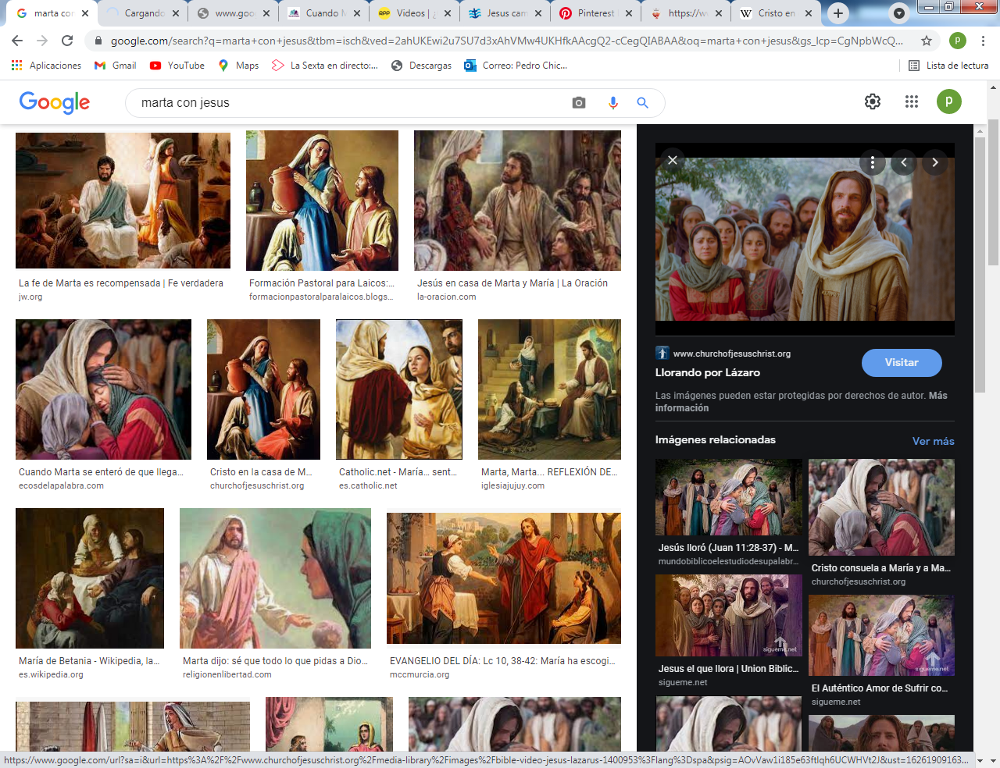 marta con
Cargando
www.goo
Cuando M
RPP
Videos | ¿
Jesus cam
Pinterest
https://w
W
Cristo en
google.com/search?q=marta+con+jesus&tbm=isch&ved=2ahUKEwi2u7SU7d3xAhVMw4UKHfkAAcgQ2-cCegQIABAA&oq=marta+con+jesus&gs_lcp=CgNpbWcQ...
p
Aplicaciones
Gmail
YouTube
Maps
La Sexta en directo:...
Descargas
Correo: Pedro Chic...
Lista de lectura
Google
marta con jesus
p
La fe de Marta es recompensada | Fe verdadera
jw.org
Formación Pastoral para Laicos:...
formacionpastoralparalaicos.blogs...
Jesús en casa de Marta y María | La Oración
la-oracion.com
Cuando Marta se enteró de que llega...
ecosdelapalabra.com
Cristo en la casa de M...
churchofjesuschrist.org
Catholic.net - María... sent...
es.catholic.net
Marta, Marta... REFLEXIÓN DE...
iglesiajujuy.com
María de Betania - Wikipedia, la...
es.wikipedia.org
Marta dijo: sé que todo lo que pidas a Dio...
religionenlibertad.com
EVANGELIO DEL DÍA: Lc 10, 38-42: María ha escogi...
mccmurcia.org
www.churchofjesuschrist.org
Llorando por Lázaro
Visitar
Las imágenes pueden estar protegidas por derechos de autor. Más
información
Imágenes relacionadas
Ver más
Jesús lloró (Juan 11:28-37) - M...
mundobiblicoelestudiodesupalabr...
Cristo consuela a María y a Ma...
churchofjesuschrist.org
sigueme.net
Jesus el que llora | Union Biblic...
sigueme.net
sigueme.net
El Auténtico Amor de Sufrir co...
sigueme.net
https://www.google.com/url?sa=i&url=https%3A%2F%2Fwww.churchofjesuschrist.org%2Fmedia-library%2Fimages%2Fbible-video-jesus-lazarus-1400953%3Flang%3Dspa&psig=AOvVaw1i185e63ftlqh6UCWHVt2J&ust=16261909163...